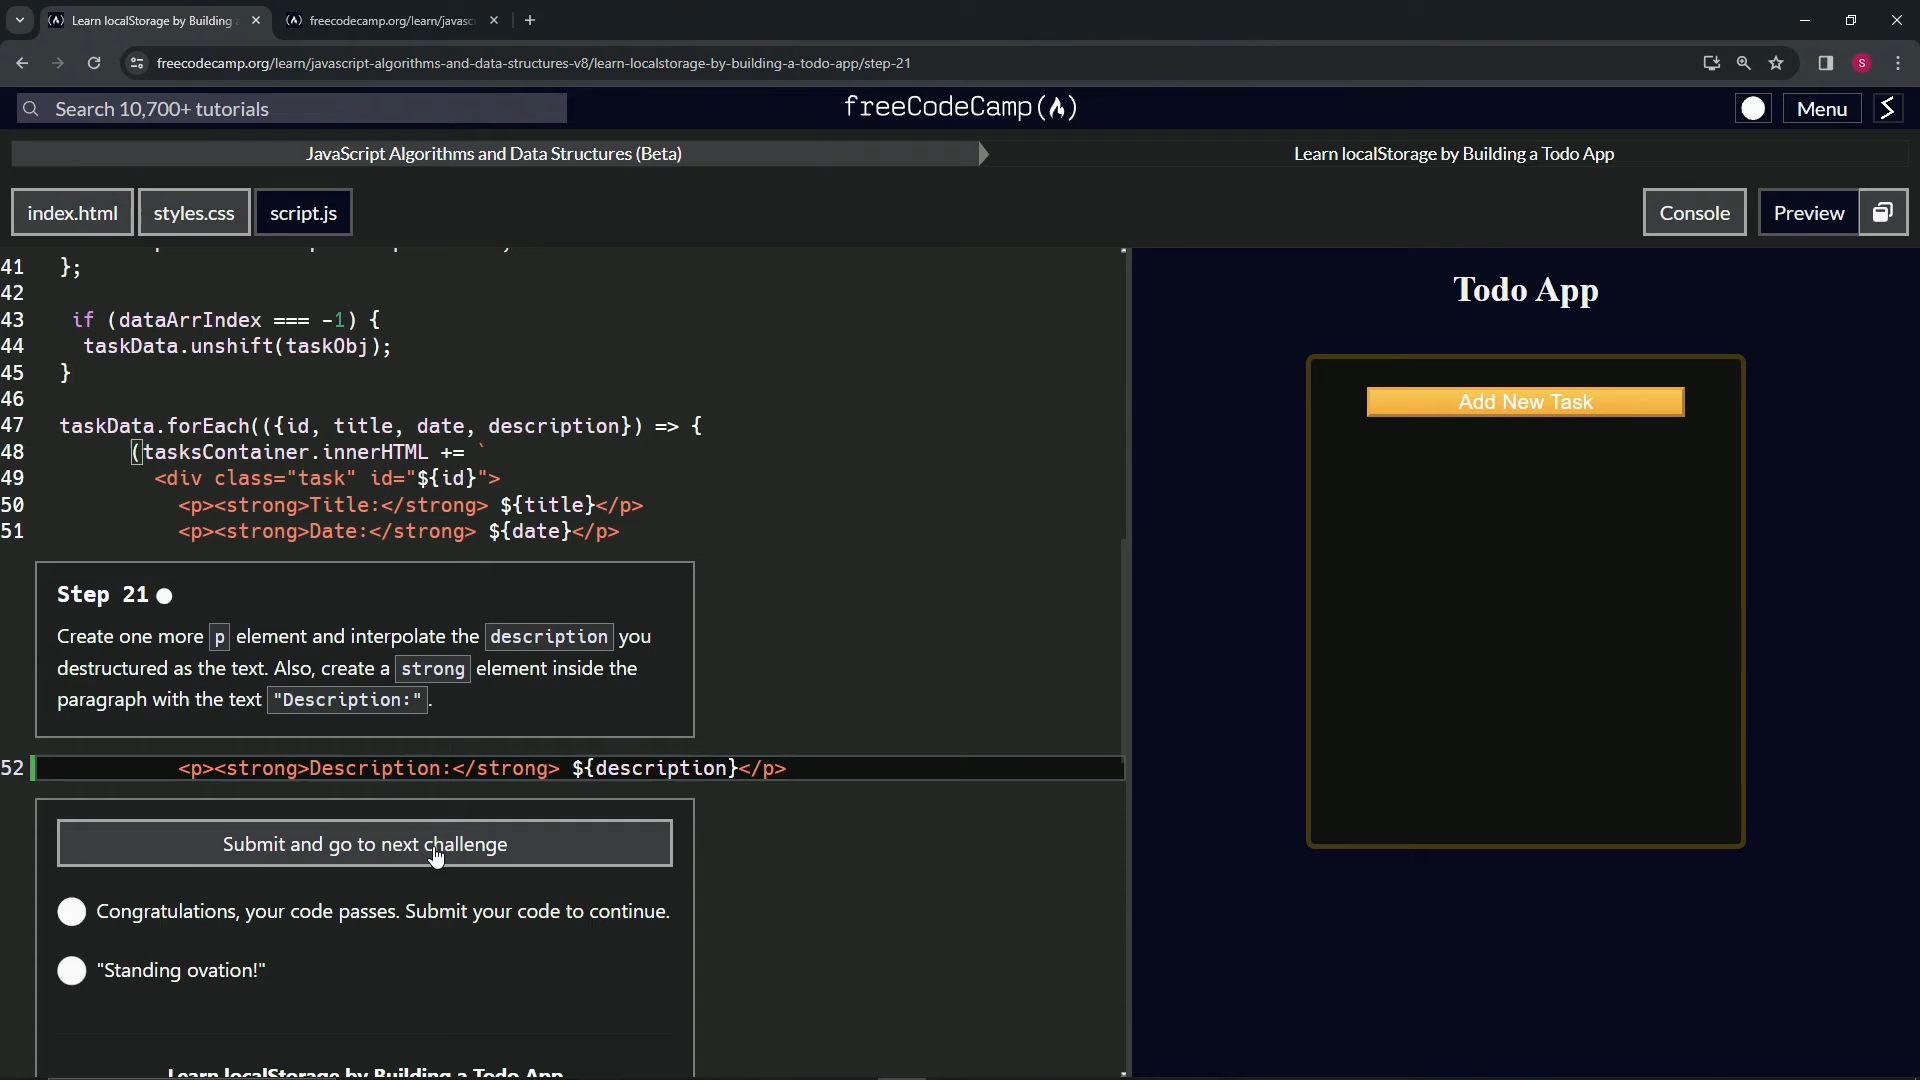 Learn localStorage by Building
freecodecamp.org/learn/javasc
freecodecamp.org/learn/javascript-algorithms-and-data-structures-v8/learn-localstorage-by-building-a-todo-app/step-21
S
Search 10,700+ tutorials
freeCodeCamp
Menu
JavaScript Algorithms and Data Structures (Beta)
Learn localStorage by Building a Todo App
index.html
styles.css
script.js
Console
Preview
41 };
42
43 if (dataArrIndex === -1) {
44 taskData.unshift(taskObj);
45 }
46
47 taskData.forEach(({id, title, date, description}) => {
48 (tasksContainer.innerHTML += `
49 <div class="task" id="${id}">
50 <p><strong>Title:</strong> ${title}</p>
51 <p><strong>Date:</strong> ${date}</p>
Step 21
Create one more p element and interpolate the description you
destructured as the text. Also, create a strong element inside the
paragraph with the text "Description:".
52 <p><strong>Description:</strong> ${description}</p>
Submit and go to next challenge
Congratulations, your code passes. Submit your code to continue.
"Standing ovation!"
Learn localStorage by Building a Todo App
Todo App
Add New Task